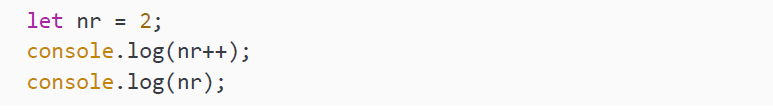 let nr = 2;
console.log(nr++);
console.log(nr);